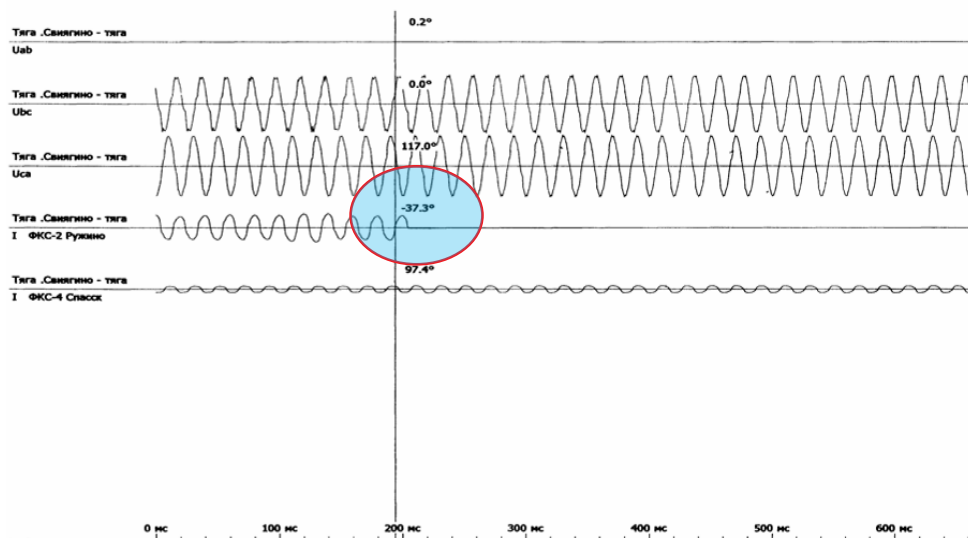 0.2°
Тяга .Свиягино - тяга
Uab
0.0°
Тяга .Свиягино - тяга
Ubc
117.0°
Тяга .Свиягино - тяга
Uca
-37.3°
Тяга .Свиягино - тяга
I ФКС-2 Ружино
97.4°
Тяга .Свиягино - тяга
I ФКС-4 Спасск
0 мс 100 мс 200 мс 300 мс 400 мс 500 мс 600 мс